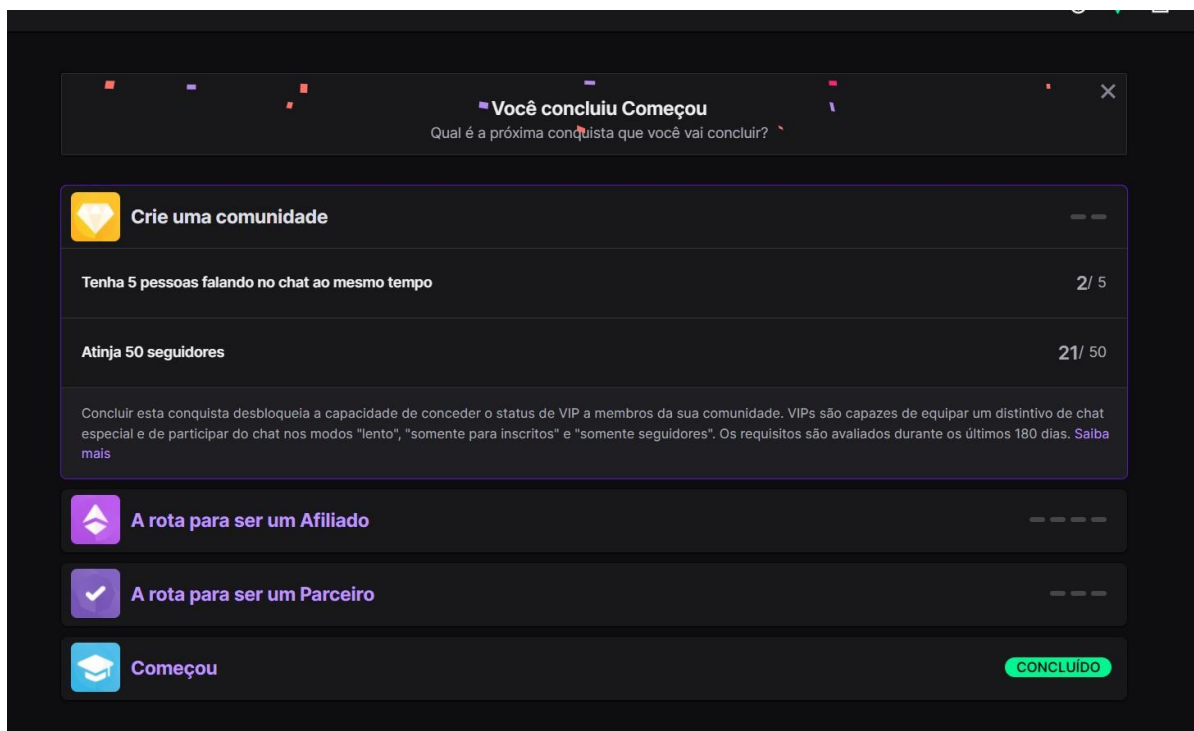 Você concluiu Começou
Qual é a próxima conquista que você vai concluir?
Crie uma comunidade
Tenha 5 pessoas falando no chat ao mesmo tempo
2/ 5
Atinja 50 seguidores
21/ 50
Concluir esta conquista desbloqueia a capacidade de conceder o status de VIP a membros da sua comunidade. VIPs são capazes de equipar um distintivo de chat
especial e de participar do chat nos modos "lento", "somente para inscritos" e "somente seguidores". Os requisitos são avaliados durante os últimos 180 dias. Saiba
mais
A rota para ser um Afiliado
A rota para ser um Parceiro
Começou
CONCLUÍDO